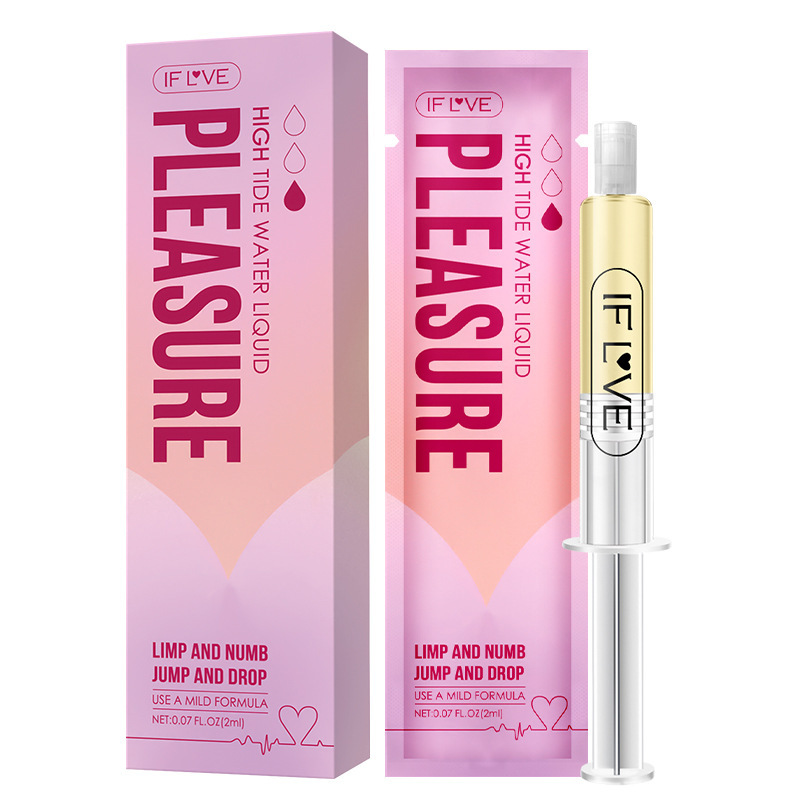 IF LOVE
HIGH TIDE WATER LIQUID
PLEASURE
LIMP AND NUMB
JUMP AND DROP
USE A MILD FORMULA
NET:0.07 FL.OZ(2ml)
IF LOVE
HIGH TIDE WATER LIQUID
PLEASURE
LIMP AND NUMB
JUMP AND DROP
USE A MILD FORMULA
NET:0.07 FL.OZ(2ml)
IF LOVE